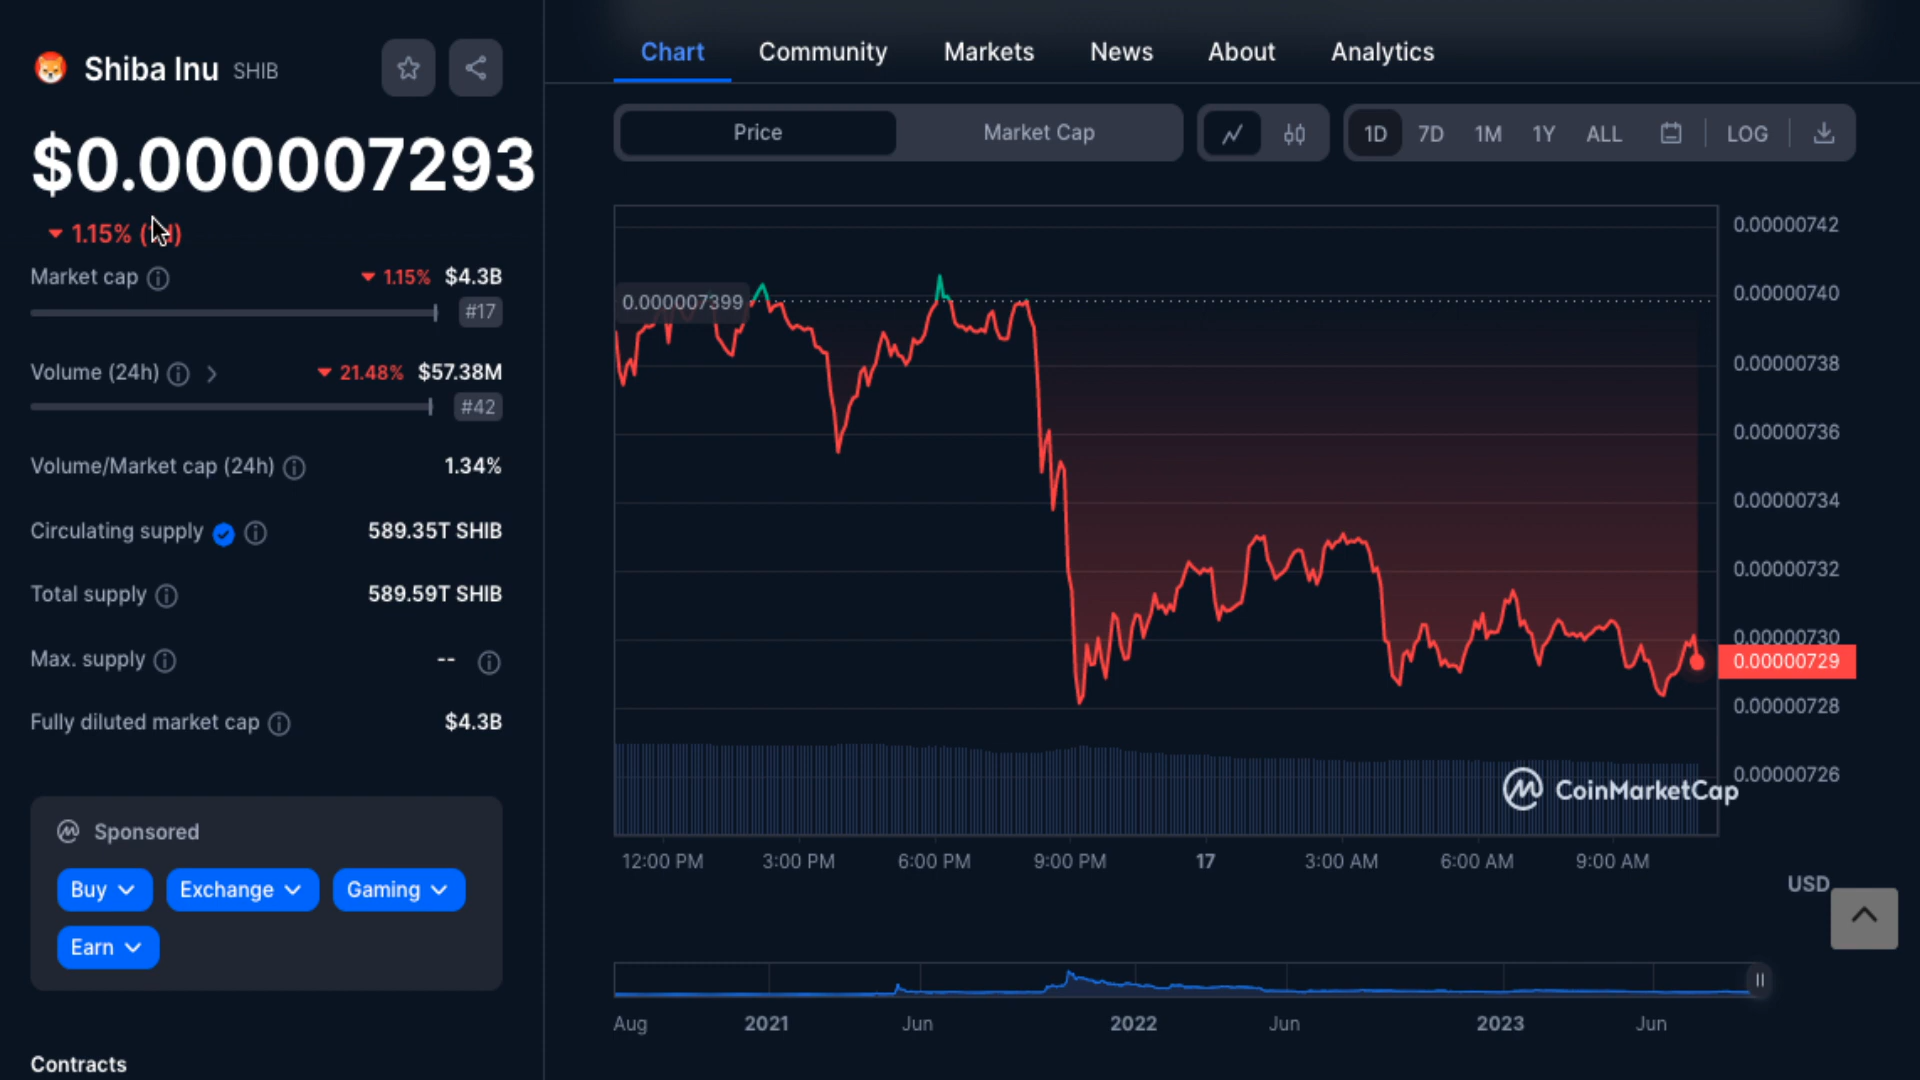 Shiba Inu SHIB
$0.000007293
1.15%
Market cap 1.15% $4.3B
#17
Volume (24h) 21.48% $57.38M
#42
Volume/Market cap (24h) 1.34%
Circulating supply 589.35T SHIB
Total supply 589.59T SHIB
Max. supply --
Fully diluted market cap $4.3B
Sponsored
Buy Exchange Gaming
Earn
Contracts
Chart Community Markets News About Analytics
Price Market Cap 1D 7D 1M 1Y ALL LOG
0.000007399
0.00000742
0.00000740
0.00000738
0.00000736
0.00000734
0.00000732
0.00000730
0.00000729
0.00000728
0.00000726
CoinMarketCap
12:00 PM 3:00 PM 6:00 PM 9:00 PM 17 3:00 AM 6:00 AM 9:00 AM
USD
Aug 2021 Jun 2022 Jun 2023 Jun